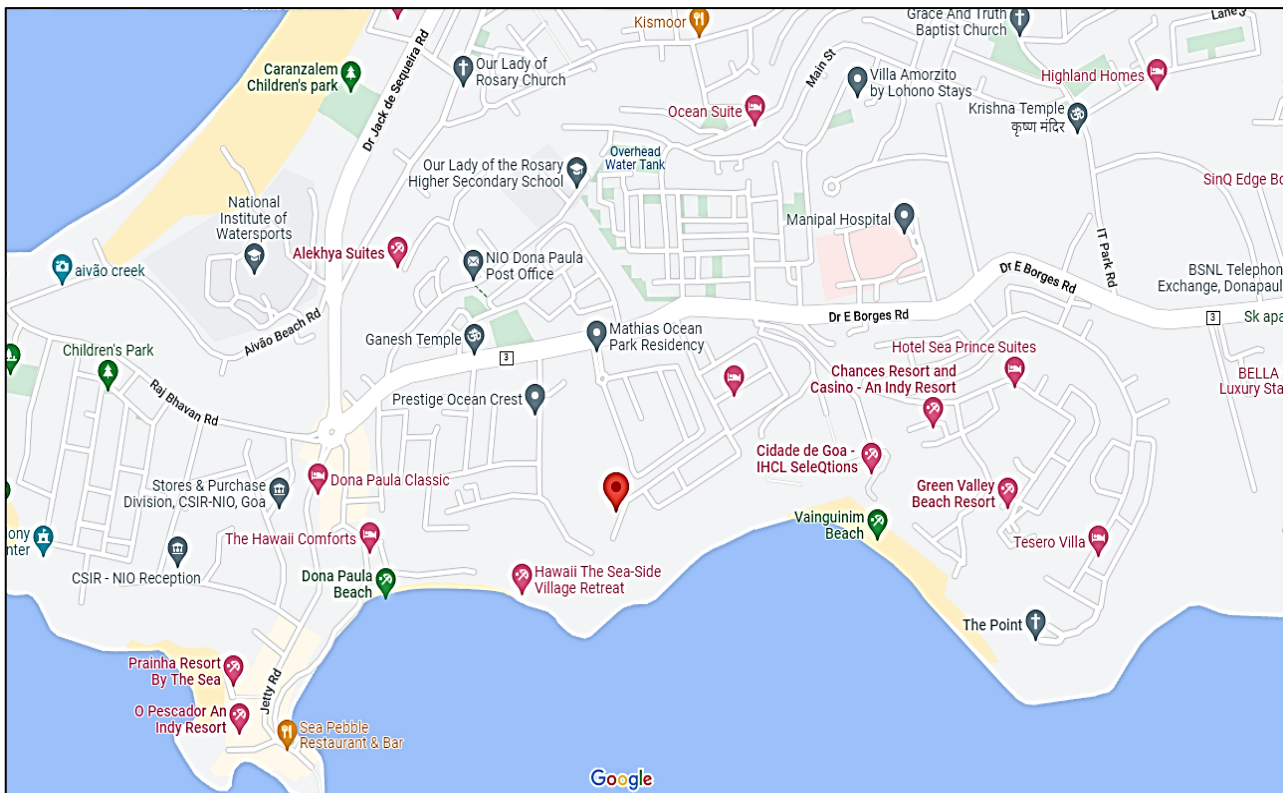 Kismoor
Grace And Truth
Baptist Church
Lane 3
Caranzalem
Children's park
Dr Jack de Sequeira Rd
Our Lady of
Rosary Church
Main St
Villa Amorzito
by Lohono Stays
Highland Homes
Ocean Suite
Krishna Temple
कृष्ण मंदिर
Overhead
Water Tank
Our Lady of the Rosary
Higher Secondary School
SinQ Edge Bo
National
Institute of
Watersports
Manipal Hospital
Alekhya Suites
NIO Dona Paula
Post Office
IT Park Rd
aivão creek
BSNL Telephon
Exchange, Donapaul
Dr E Borges Rd
Dr E Borges Rd
3
Sk apa
Aivão Beach Rd
Ganesh Temple
Mathias Ocean
Park Residency
3
Children's Park
Hotel Sea Prince Suites
Chances Resort and
Casino - An Indy Resort
BELLA
Luxury Sta
Raj Bhavan Rd
Prestige Ocean Crest
Cidade de Goa -
IHCL SeleQtions
Stores & Purchase
Division, CSIR-NIO, Goa
Dona Paula Classic
Green Valley
Beach Resort
Vainguinim
Beach
ony
nter
The Hawaii Comforts
Tesero Villa
CSIR - NIO Reception
Dona Paula
Beach
Hawaii The Sea-Side
Village Retreat
The Point
Prainha Resort
By The Sea
Jetty Rd
O Pescador An
Indy Resort
Sea Pebble
Restaurant & Bar
Google